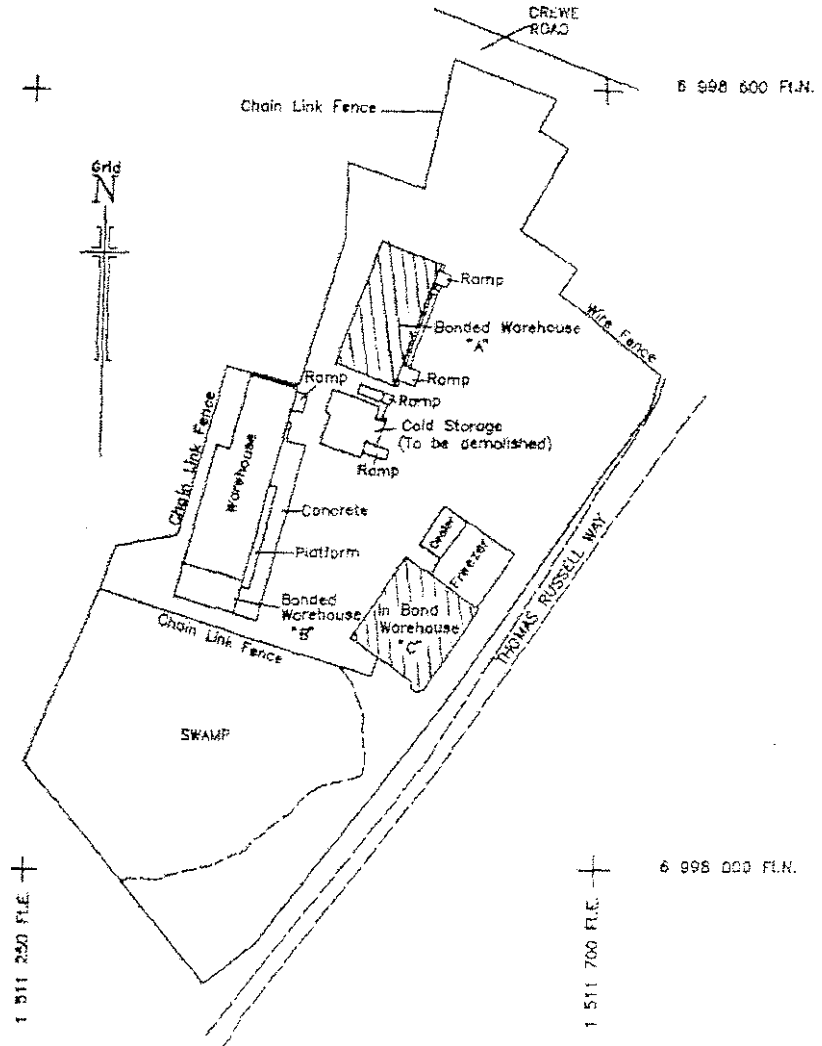 CREWE
ROAD
6 998 600 Ft.N.
Chain Link Fence
Grid
N
Ramp
Bonded Warehouse
"A"
Wire Fence
Ramp
Ramp
Ramp
Cold Storage
(To be demolished)
Ramp
Chain Link Fence
Warehouse
Concrete
Platform
Bonded
Warehouse
"B"
Freezer
In Bond
Warehouse
"C"
Chain Link Fence
THOMAS RUSSELL WAY
SWAMP
6 998 000 Ft.N.
1 511 250 Ft.E.
1 511 700 Ft.E.